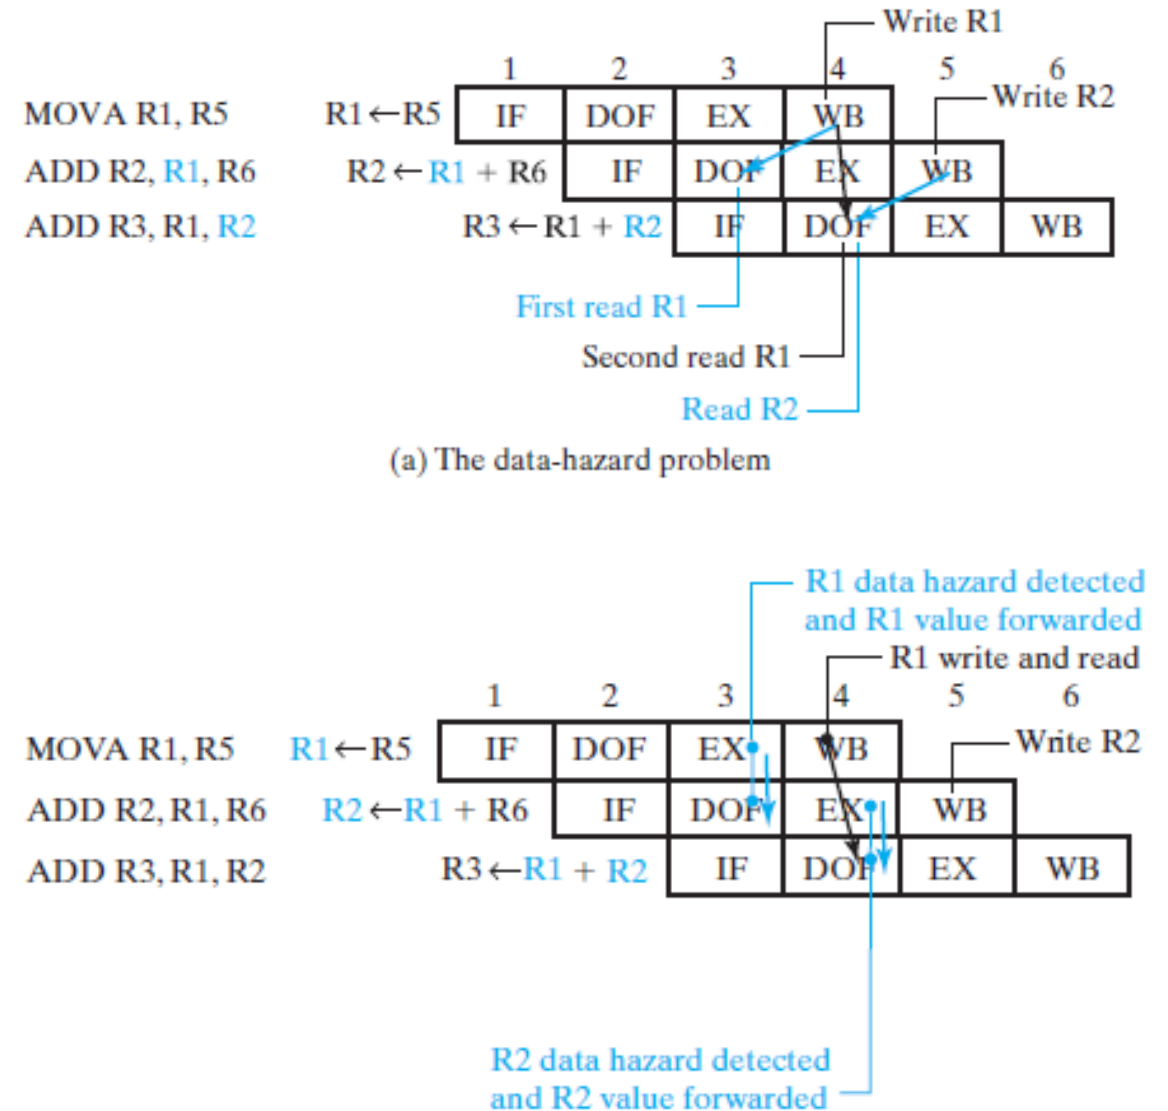 Write R1
1 2 3 4 5 6
Write R2
MOVA R1, R5 R1←R5 IF DOF EX WB
ADD R2, R1, R6 R2←R1 + R6 IF DOF EX WB
ADD R3, R1, R2 R3←R1 + R2 IF DOF EX WB
First read R1
Second read R1
Read R2
(a) The data-hazard problem
R1 data hazard detected
and R1 value forwarded
R1 write and read
1 2 3 4 5 6
MOVA R1, R5 R1←R5 IF DOF EX WB Write R2
ADD R2, R1, R6 R2←R1 + R6 IF DOF EX WB
ADD R3, R1, R2 R3←R1 + R2 IF DOF EX WB
R2 data hazard detected
and R2 value forwarded